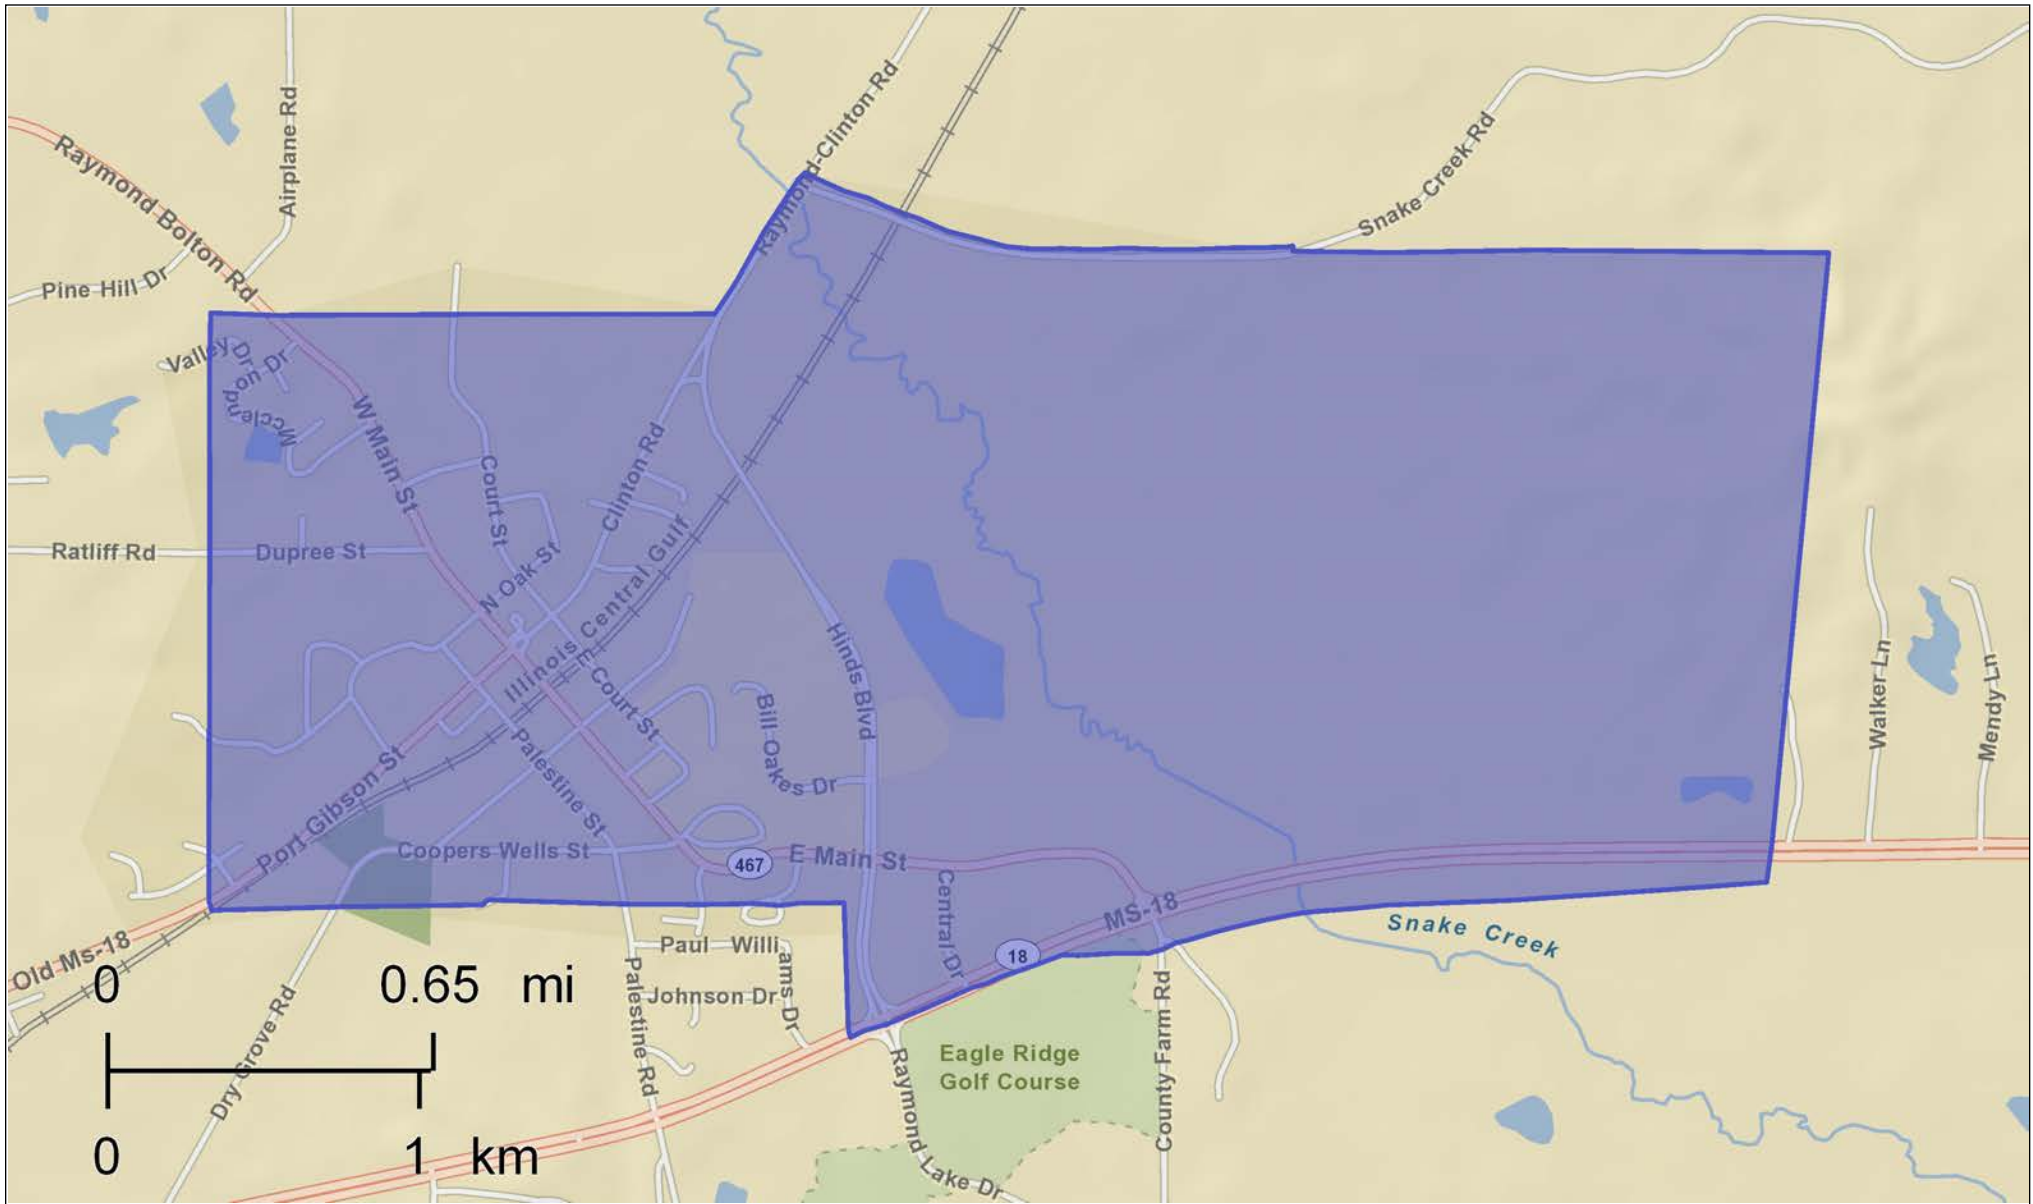 Raymond-Clinton Rd
Airplane Rd
Raymond Bolton Rd
Snake Creek Rd
Pine Hill Dr
Valley Dr
Mcclendon Dr
W Main St
Court St
Clinton Rd
Ratliff Rd
Dupree St
N Oak St
Illinois Central Gulf
E Court St
Hinds Blvd
Bill Oakes Dr
Walker Ln
Mendy Ln
Palestine St
Port Gibson St
Coopers Wells St
467
E Main St
Central Dr
MS-18
18
Snake Creek
Old Ms-18
Paul Williams Dr
Johnson Dr
Palestine Rd
Dry Grove Rd
0 0.65 mi
0 1 km
Eagle Ridge
Golf Course
County Farm Rd
Raymond Lake Dr